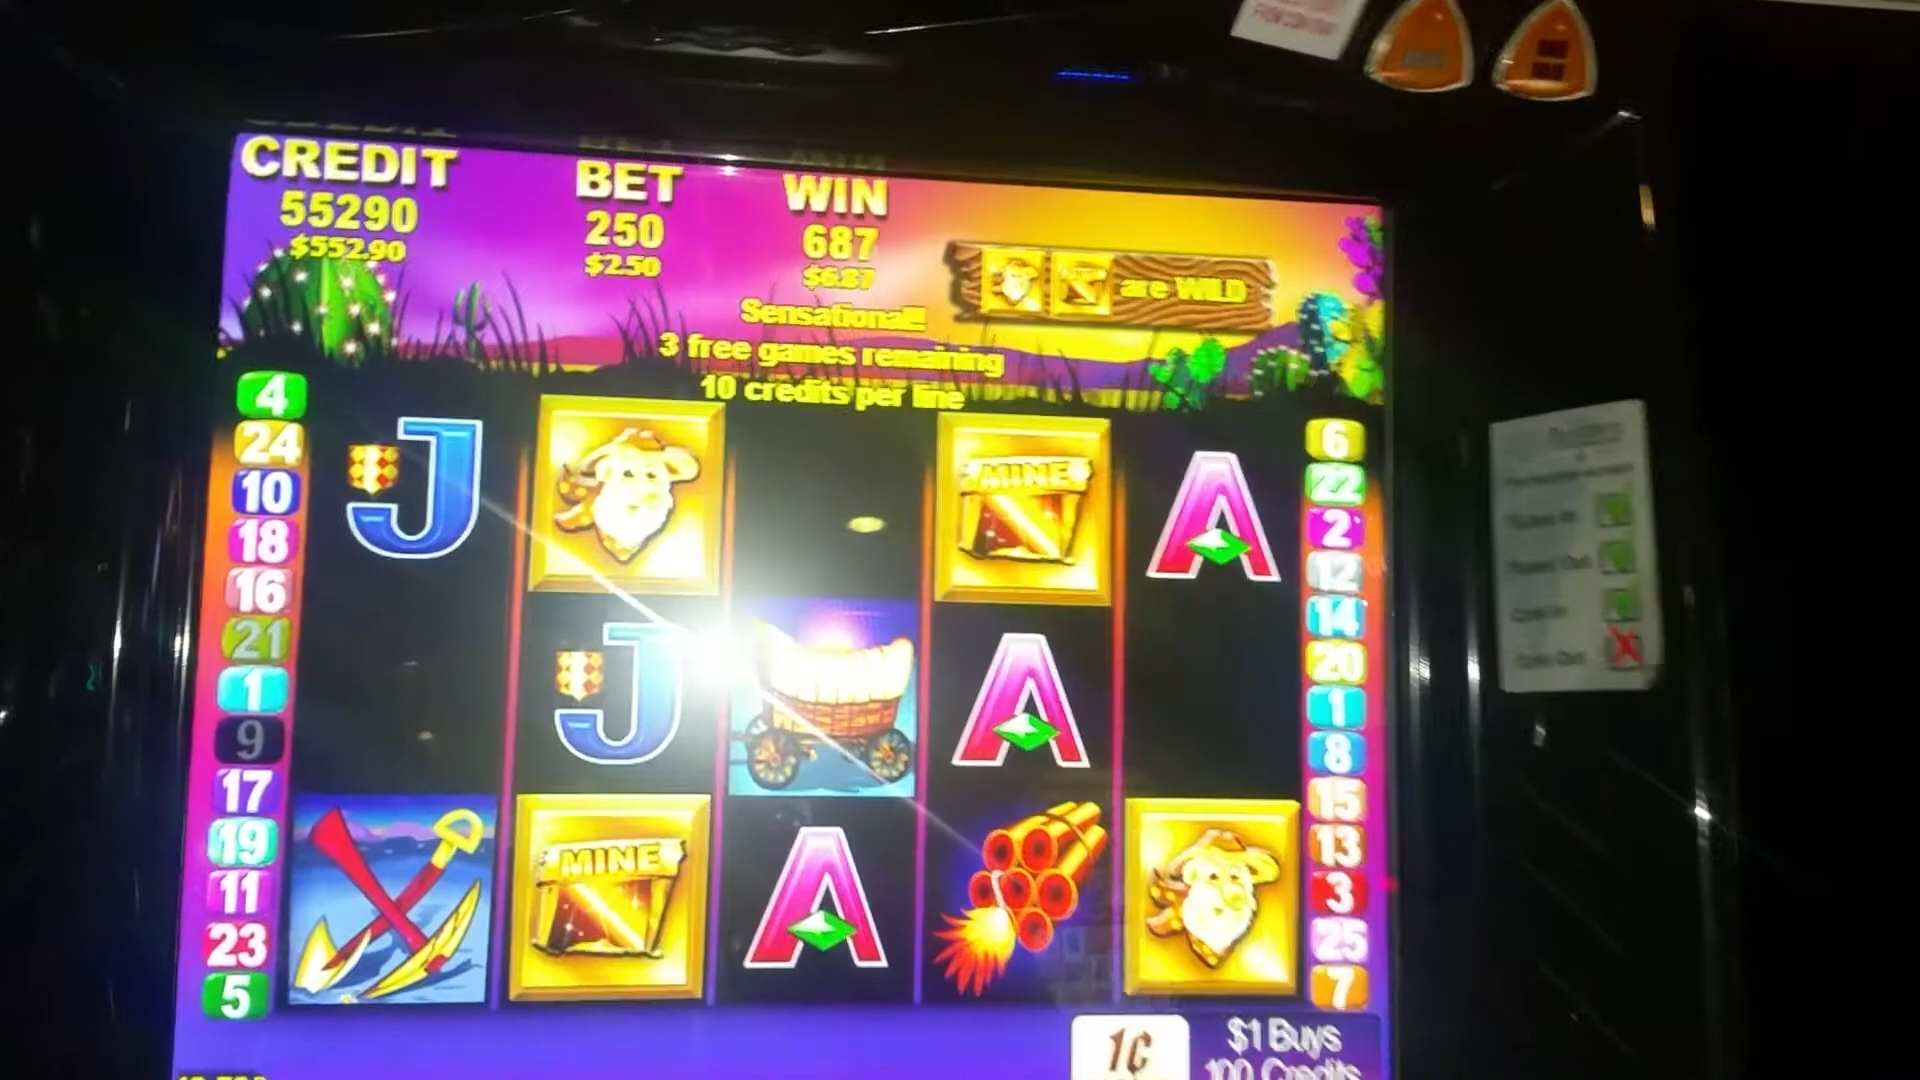 CREDIT
55290
$552.90
BET
250
$2.50
WIN
687
$6.87
are WILD
Sensational!!
3 free games remaining
10 credits per line
4
24
10
18
16
21
1
9
17
19
11
23
5
J
MINE
A
J
A
MINE
A
6
22
2
12
14
20
1
8
15
13
3
25
7
1¢
$1 Buys
100 Credits